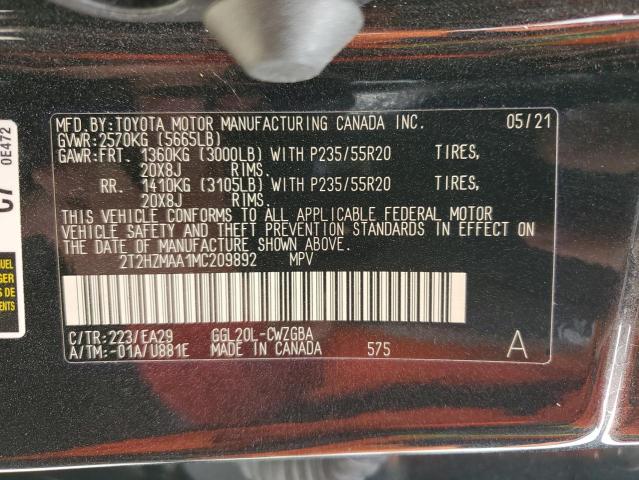 MFD.BY:TOYOTA MOTOR MANUFACTURING CANADA INC. 05/21
GVWR:2570KG (5665LB)
GAWR:FRT. 1360KG (3000LB) WITH P235/55R20 TIRES,
20X8J RIMS.
RR. 1410KG (3105LB) WITH P235/55R20 TIRES,
20X8J RIMS.
THIS VEHICLE CONFORMS TO ALL APPLICABLE FEDERAL MOTOR
VEHICLE SAFETY AND THEFT PREVENTION STANDARDS IN EFFECT
ON THE DATE OF MANUFACTURE SHOWN ABOVE.
2T2HZMAA1MC209892 MPV
C/TR:223/EA29 GGL20L-CWZGBA
A/TM:-01A/U881E MADE IN CANADA 575 A
0E472